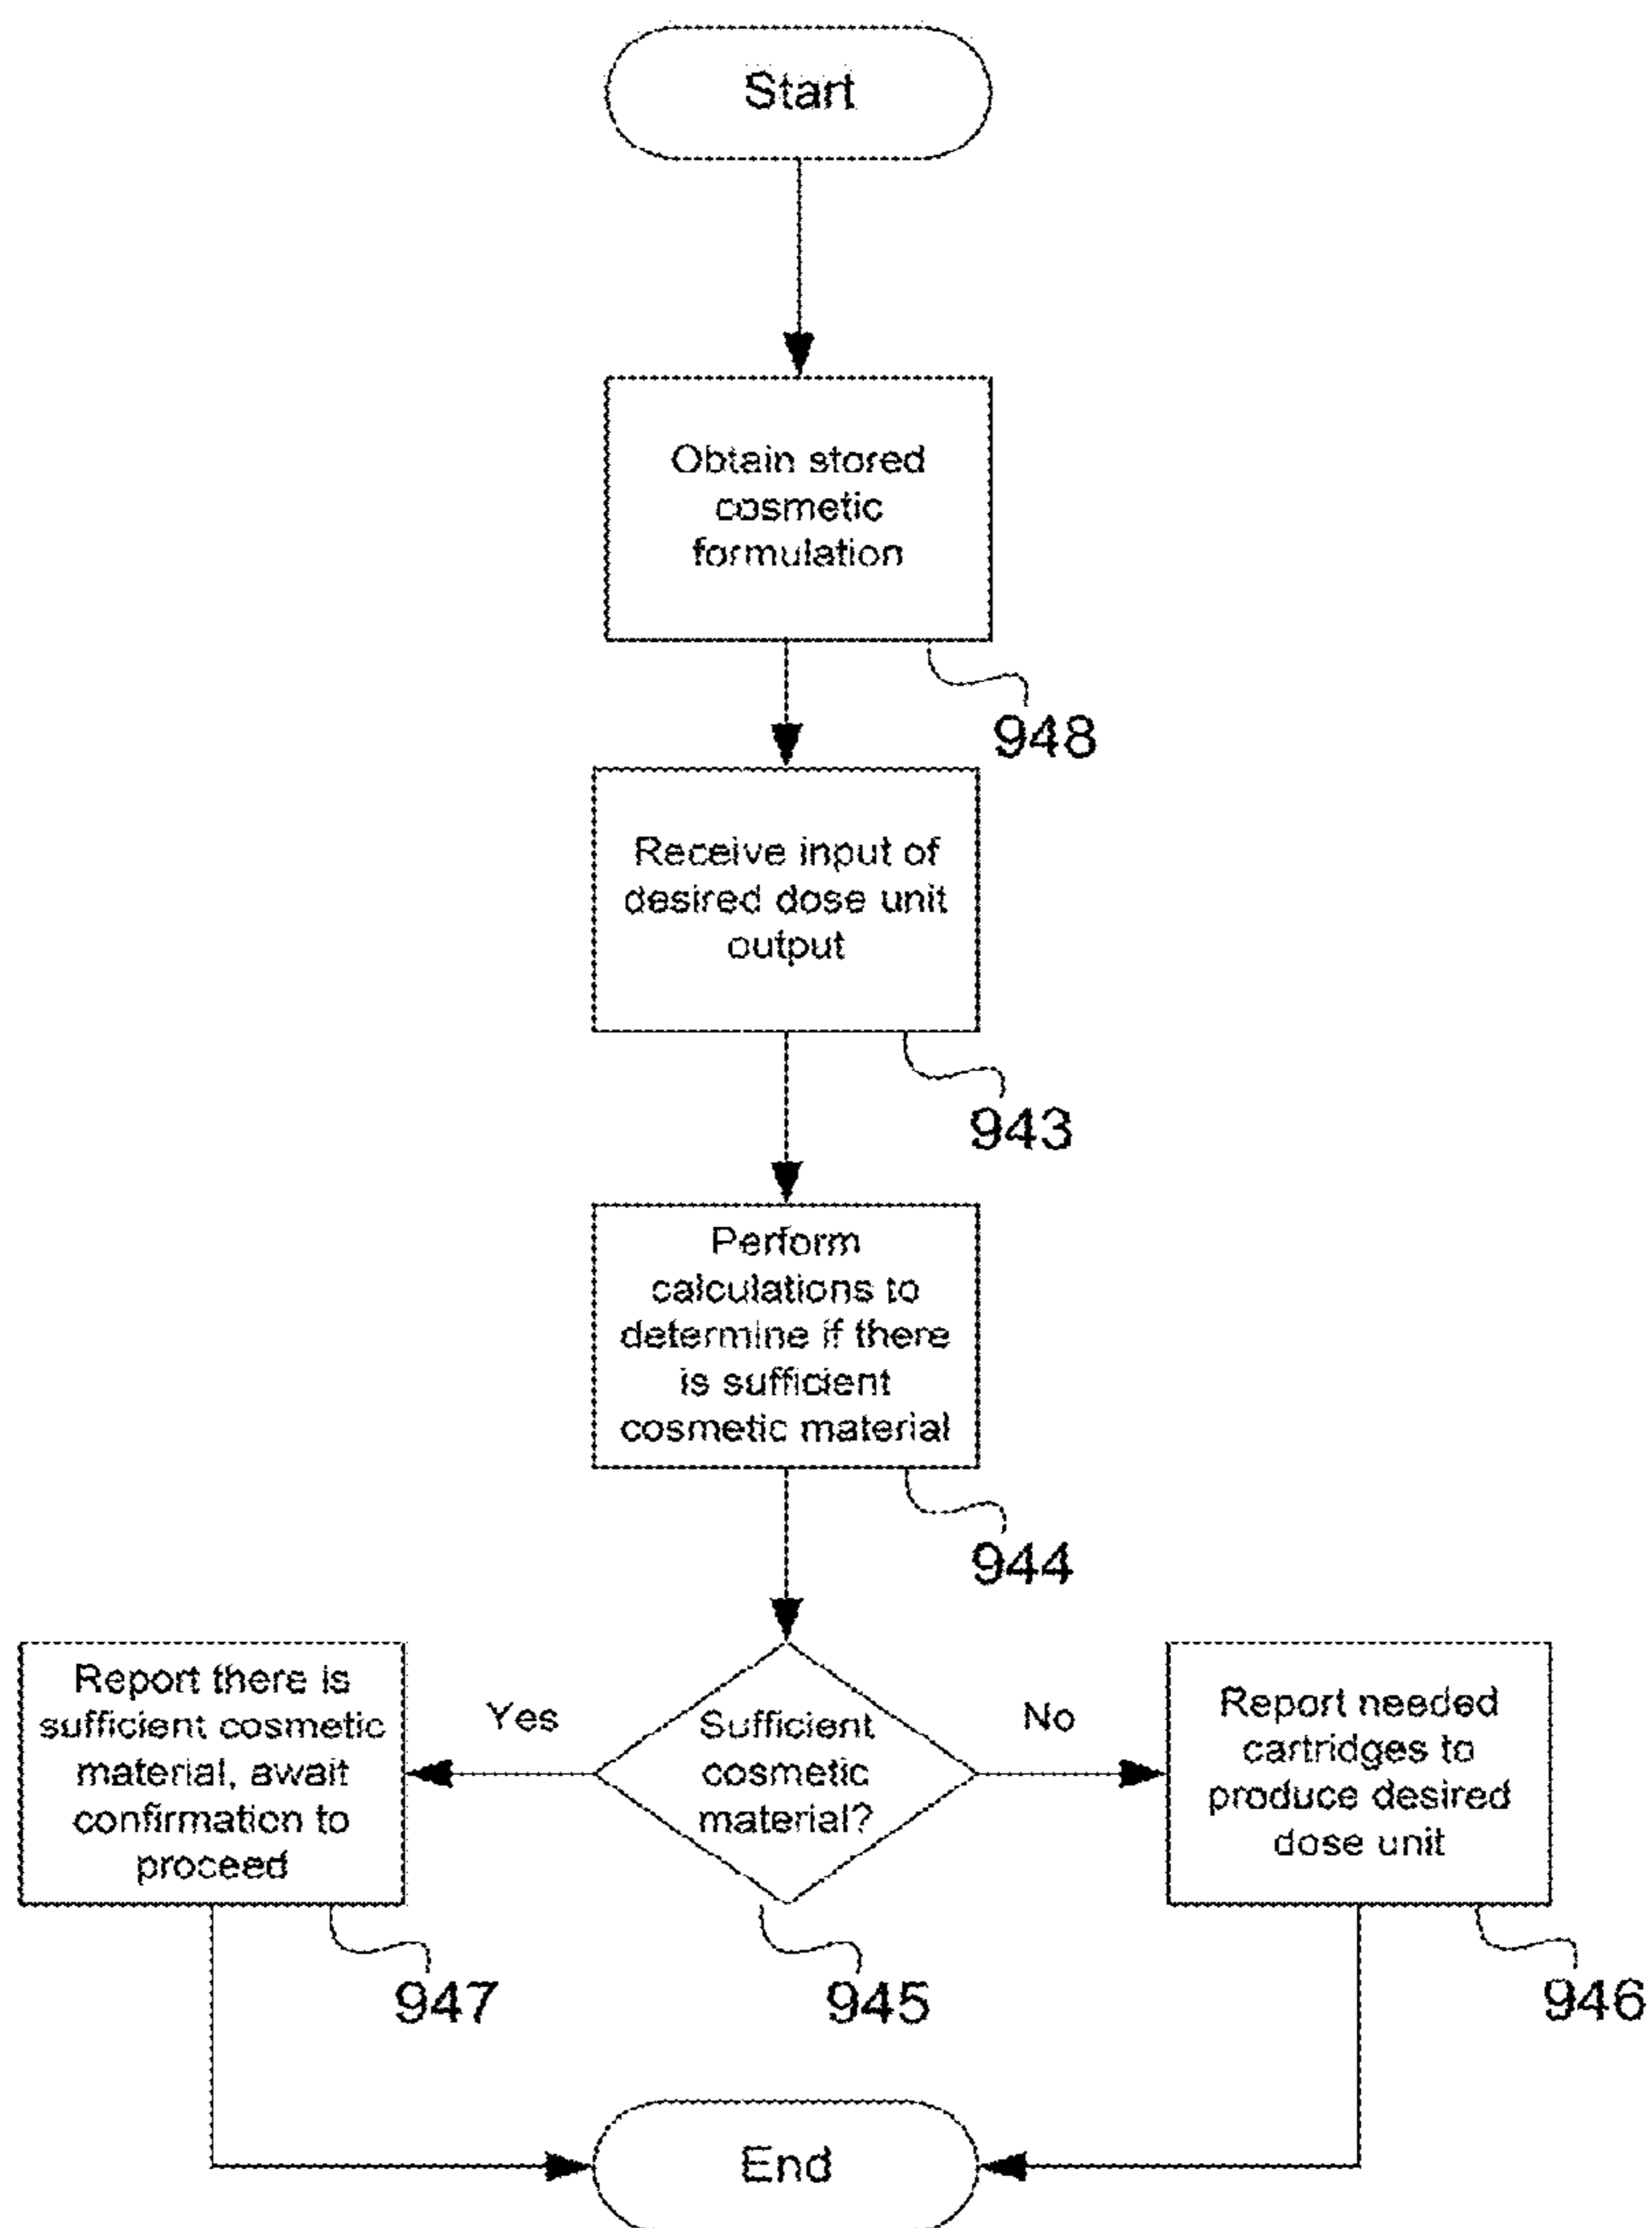 Start
Obtain stored
cosmetic
formulation
948
Receive input of
desired dose unit
output
943
Perform
calculations to
determine if there
is sufficient
cosmetic material
944
Report there is
sufficient cosmetic
material, await
confirmation to
proceed
947
Yes
Sufficient
cosmetic
material?
945
No
Report needed
cartridges to
produce desired
dose unit
946
End